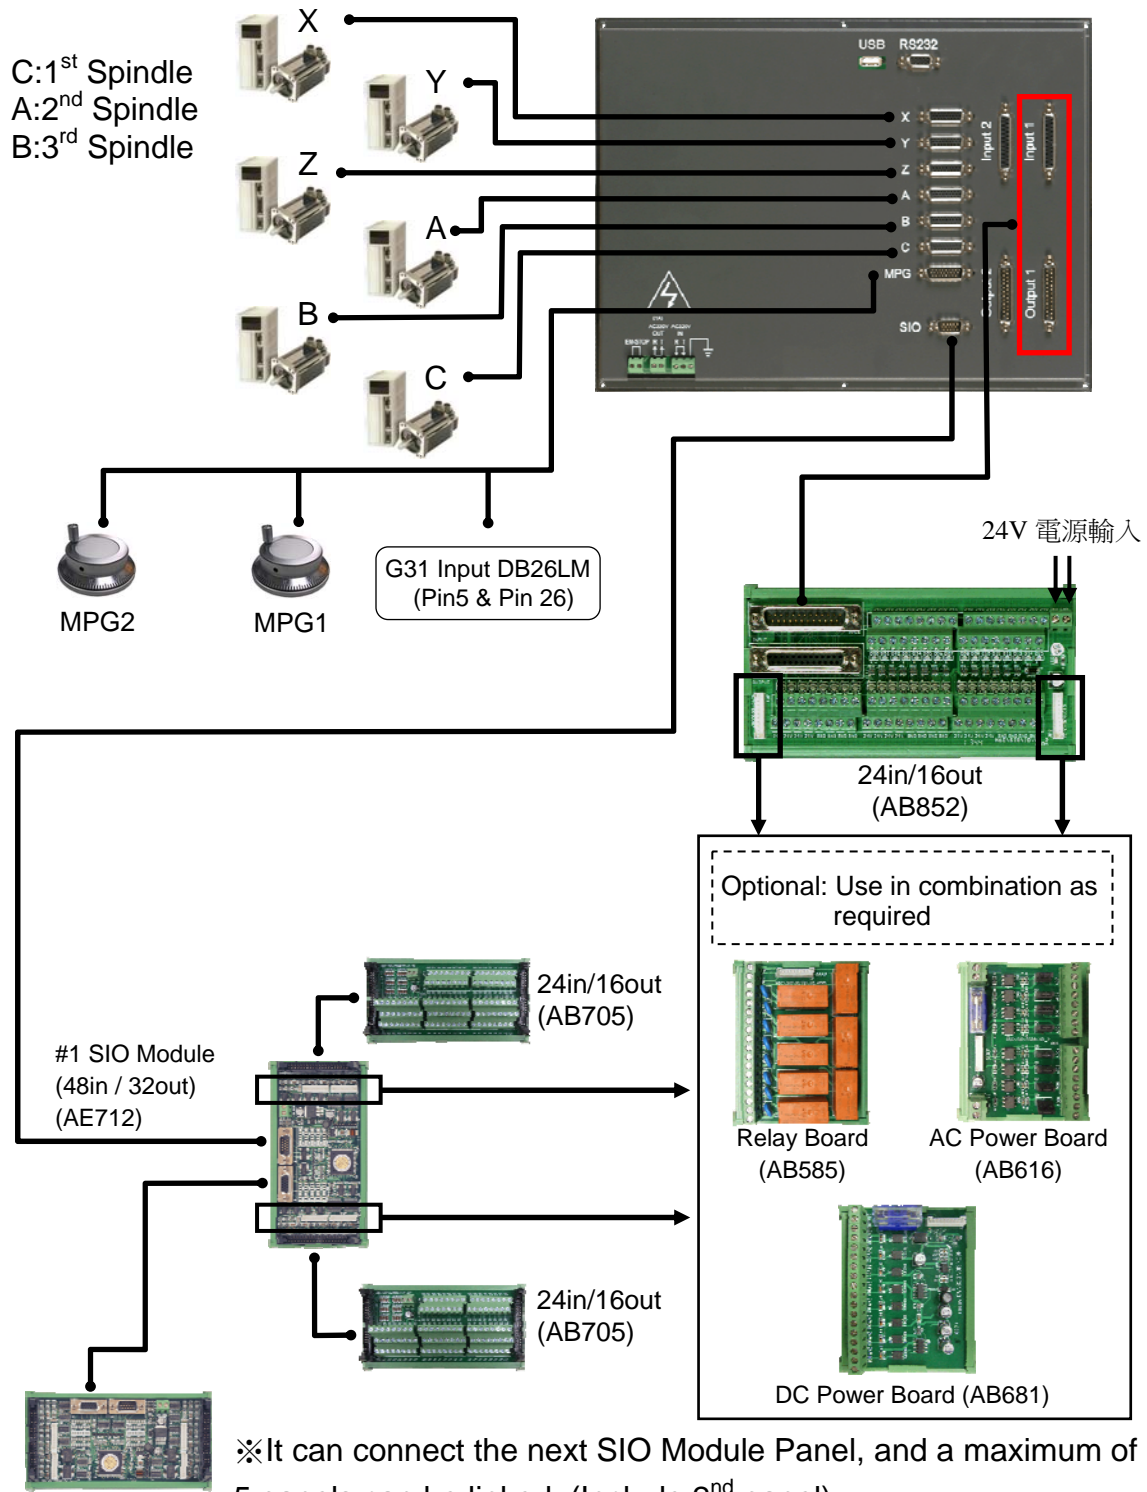 C:1st Spindle
A:2nd Spindle
B:3rd Spindle
X
Y
Z
A
B
C
USB RS232
X
Y
Z
A
B
C
MPG
SIO
Input 2
Input 1
Output 1
MPG2
MPG1
G31 Input DB26LM
(Pin5 & Pin 26)
24V 電源輸入
24in/16out
(AB852)
Optional: Use in combination as
required
24in/16out
(AB705)
#1 SIO Module
(48in / 32out)
(AE712)
Relay Board
(AB585)
AC Power Board
(AB616)
24in/16out
(AB705)
DC Power Board (AB681)
※It can connect the next SIO Module Panel, and a maximum of